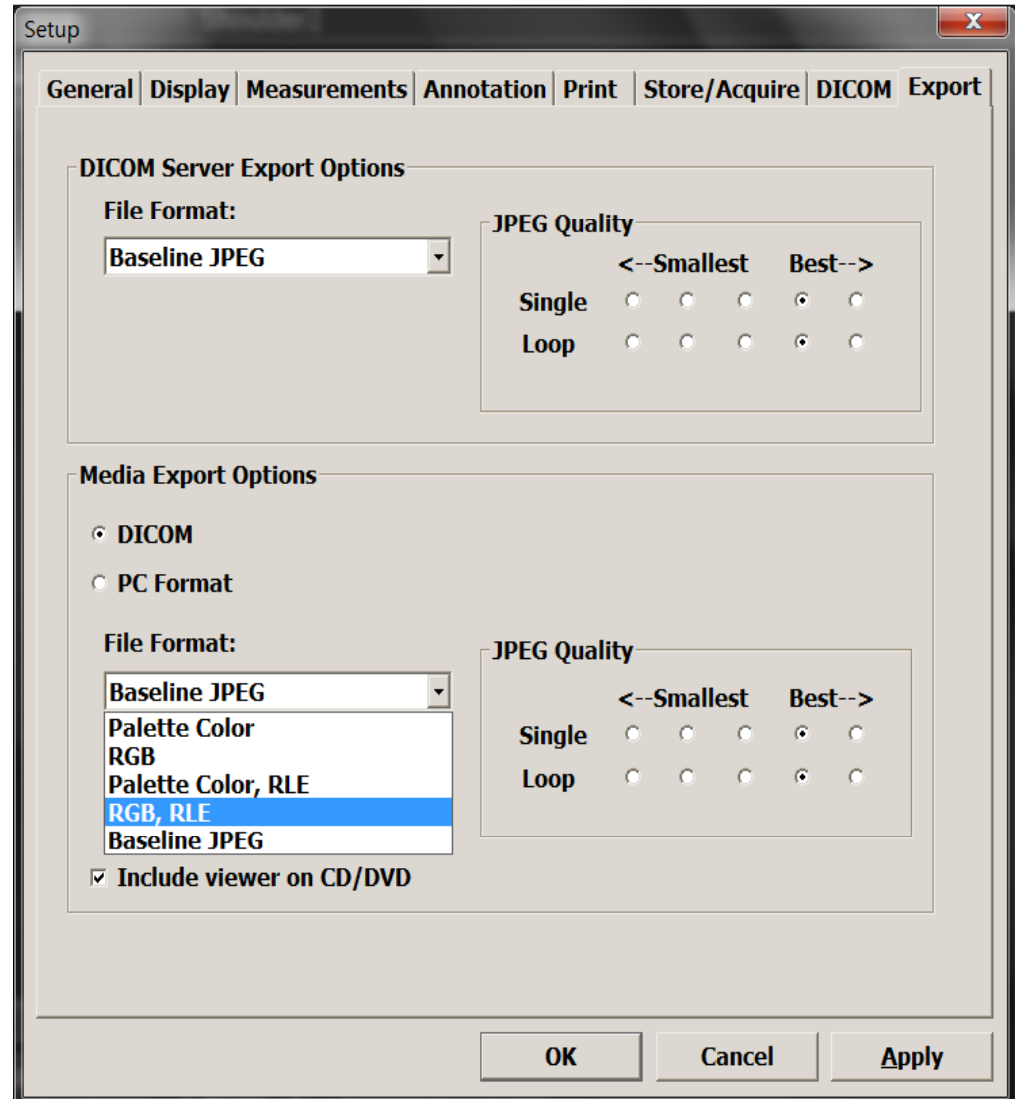 Setup
General Display Measurements Annotation Print Store/Acquire DICOM Export
DICOM Server Export Options
File Format:
Baseline JPEG
JPEG Quality
<--Smallest Best-->
Single
Loop
Media Export Options
DICOM
PC Format
File Format:
Baseline JPEG
Palette Color
RGB
Palette Color, RLE
RGB, RLE
Baseline JPEG
JPEG Quality
<--Smallest Best-->
Single
Loop
Include viewer on CD/DVD
OK Cancel Apply